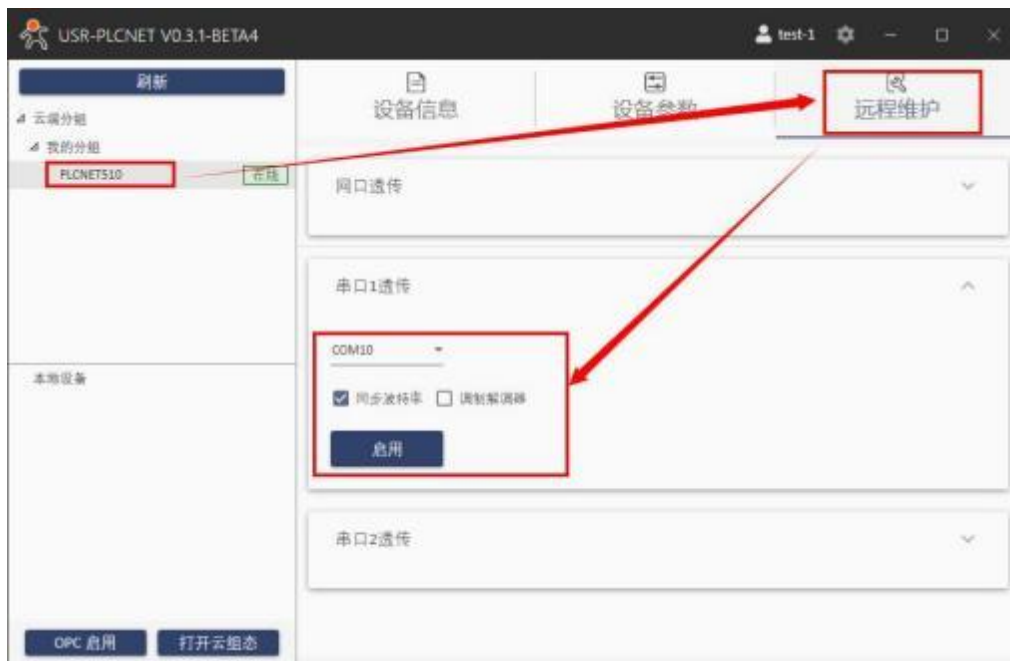 USR-PLCNET V0.3.1-BETA4
test-1
刷新
云端分组
我的分组
PLCNET510
在线
本地设备
OPC 启用
打开云组态
设备信息
设备参数
远程维护
网口透传
串口1透传
COM10
同步波特率
调制解调器
启用
串口2透传